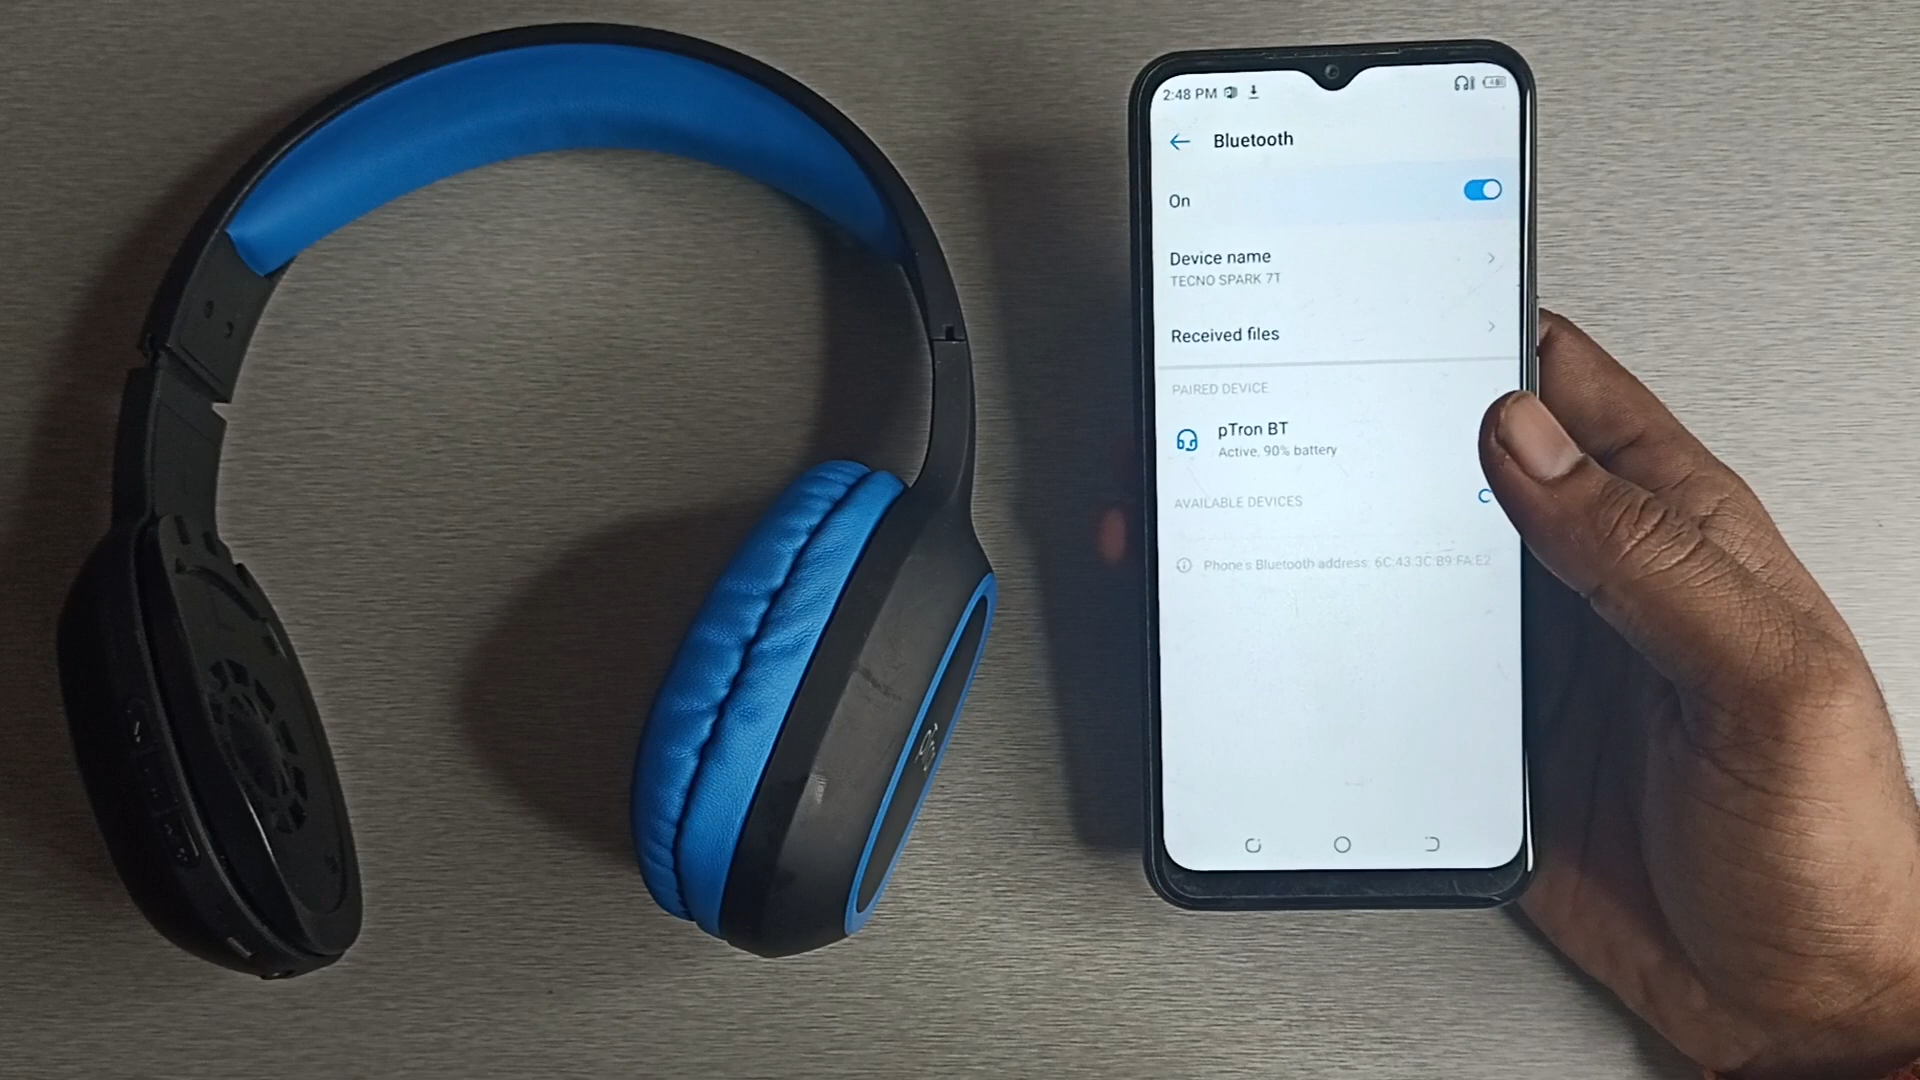 2:48 PM
Bluetooth
On
Device name
TECNO SPARK 7T
Received files
PAIRED DEVICE
pTron BT
Active, 90% battery
AVAILABLE DEVICES
Phone's Bluetooth address: 6C:43:3C:B9:FA:E2